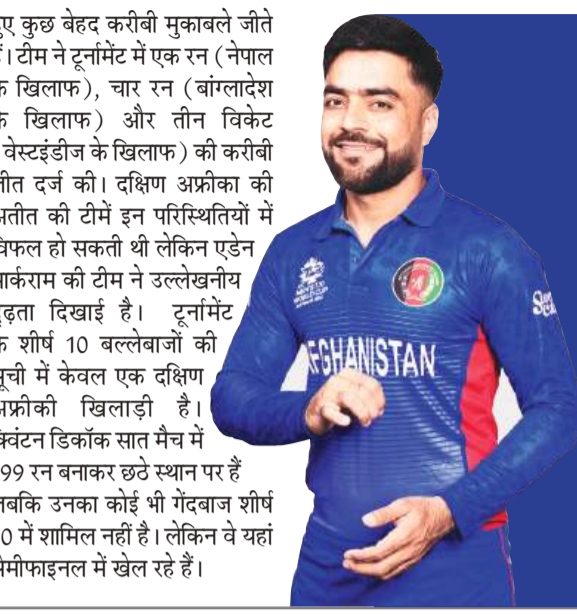 हुए कुछ बेहद करीबी मुकाबले जीते
हैं। टीम ने टूर्नामेंट में एक रन (नेपाल
के खिलाफ), चार रन (बांग्लादेश
के खिलाफ) और तीन विकेट
(वेस्टइंडीज के खिलाफ) की करीबी
जीत दर्ज की। दक्षिण अफ्रीका की
अतीत की टीमें इन परिस्थितियों में
विफल हो सकती थी लेकिन एडेन
मार्कराम की टीम ने उल्लेखनीय
दृढ़ता दिखाई है। टूर्नामेंट
के शीर्ष 10 बल्लेबाजों की
सूची में केवल एक दक्षिण
अफ्रीकी खिलाड़ी है।
क्विंटन डिकॉक सात मैच में
99 रन बनाकर छठे स्थान पर हैं
जबकि उनका कोई भी गेंदबाज शीर्ष
0 में शामिल नहीं है। लेकिन वे यहां
सेमीफाइनल में खेल रहे हैं।
AFGHANISTAN